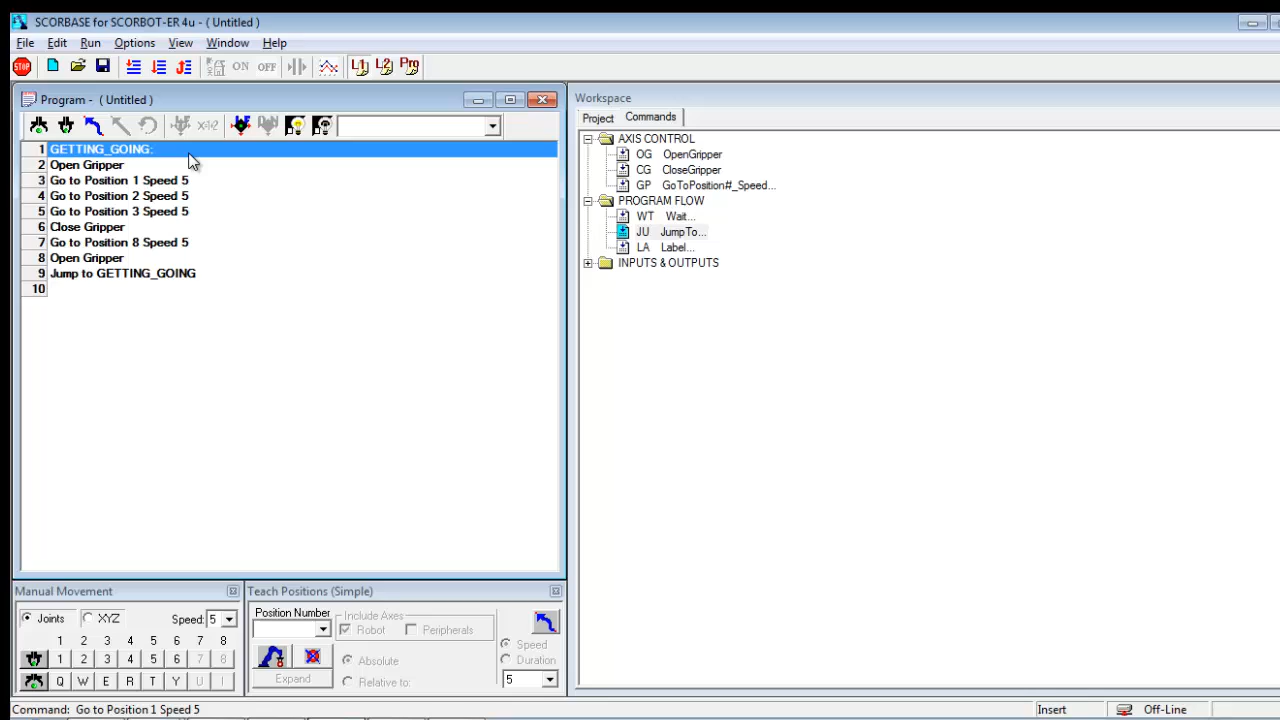 SCORBASE for SCORBOT-ER 4u - ( Untitled )
File Edit Run Options View Window Help
STOP ON OFF L1 L2 Prg
Program - ( Untitled )
1 GETTING_GOING:
2 Open Gripper
3 Go to Position 1 Speed 5
4 Go to Position 2 Speed 5
5 Go to Position 3 Speed 5
6 Close Gripper
7 Go to Position 8 Speed 5
8 Open Gripper
9 Jump to GETTING_GOING
10
Workspace
Project Commands
AXIS CONTROL
OG OpenGripper
CG CloseGripper
GP GoToPosition#_Speed...
PROGRAM FLOW
WT Wait...
JU JumpTo...
LA Label...
INPUTS & OUTPUTS
Manual Movement
Joints XYZ Speed: 5
1 2 3 4 5 6 7 8
1 2 3 4 5 6 7 8
Q W E R T Y U I
Teach Positions (Simple)
Position Number
Include Axes
Robot Peripherals
Absolute
Relative to:
Expand
Speed
Duration
5
Command: Go to Position 1 Speed 5
Insert
Off-Line